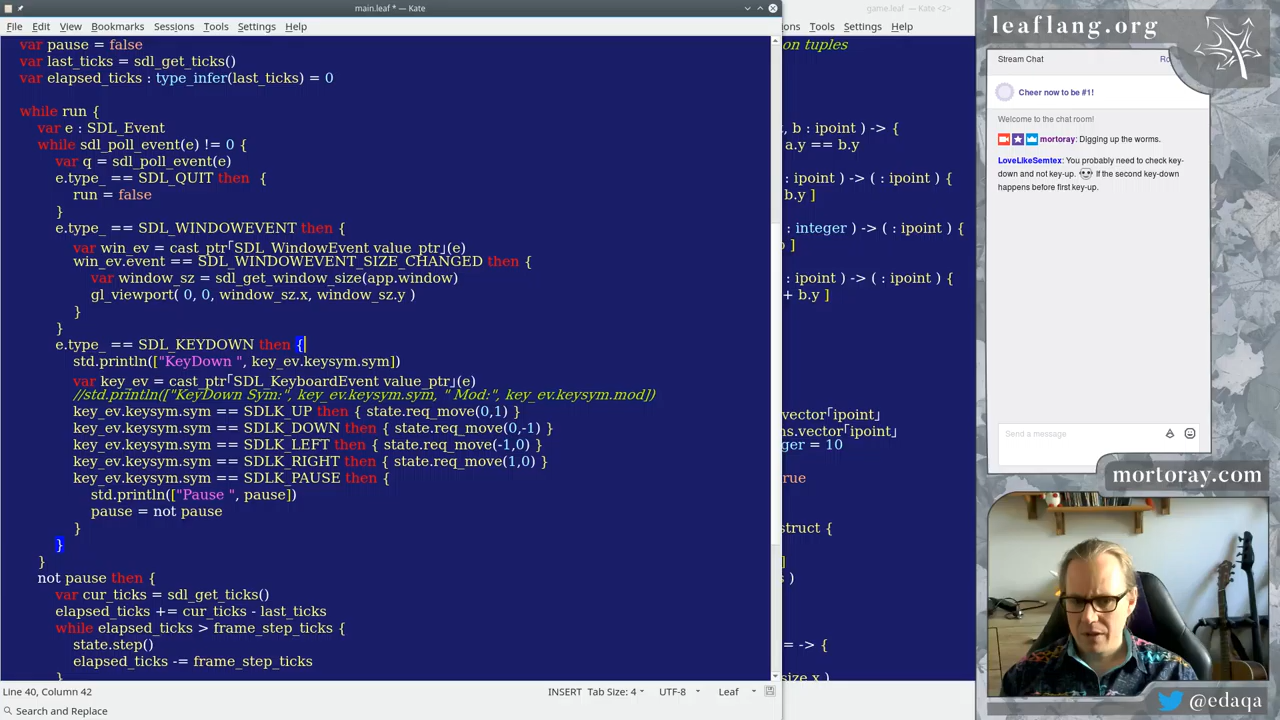 main.leaf * — Kate
game.leaf — Kate <2>
File Edit View Bookmarks Sessions Tools Settings Help
ons Tools Settings Help
var pause = false
var last_ticks = sdl_get_ticks()
var elapsed_ticks : type_infer(last_ticks) = 0
while run {
var e : SDL_Event
while sdl_poll_event(e) != 0 {
var q = sdl_poll_event(e)
e.type_ == SDL_QUIT then {
run = false
}
e.type_ == SDL_WINDOWEVENT then {
var win_ev = cast_ptr「SDL_WindowEvent value_ptr」(e)
win_ev.event == SDL_WINDOWEVENT_SIZE_CHANGED then {
var window_sz = sdl_get_window_size(app.window)
gl_viewport( 0, 0, window_sz.x, window_sz.y )
}
}
e.type_ == SDL_KEYDOWN then {
std.println(["KeyDown ", key_ev.keysym.sym])
var key_ev = cast_ptr「SDL_KeyboardEvent value_ptr」(e)
//std.println(["KeyDown Sym:", key_ev.keysym.sym, " Mod:", key_ev.keysym.mod])
key_ev.keysym.sym == SDLK_UP then { state.req_move(0,1) }
key_ev.keysym.sym == SDLK_DOWN then { state.req_move(0,-1) }
key_ev.keysym.sym == SDLK_LEFT then { state.req_move(-1,0) }
key_ev.keysym.sym == SDLK_RIGHT then { state.req_move(1,0) }
key_ev.keysym.sym == SDLK_PAUSE then {
std.println(["Pause ", pause])
pause = not pause
}
}
}
not pause then {
var cur_ticks = sdl_get_ticks()
elapsed_ticks += cur_ticks - last_ticks
while elapsed_ticks > frame_step_ticks {
state.step()
elapsed_ticks -= frame_step_ticks
}
Line 40, Column 42 INSERT Tab Size: 4 UTF-8 Leaf
Search and Replace
on tuples
, b : ipoint ) -> {
a.y == b.y
: ipoint ) -> ( : ipoint ) {
b.y ]
: integer ) -> ( : ipoint ) {
]
: ipoint ) -> ( : ipoint ) {
+ b.y ]
.vector「ipoint」
ns.vector「ipoint」
ger = 10
rue
struct {
]
s )
=> -> {
size.x )
leaflang.org
Stream Chat
Ro
Cheer now to be #1!
Welcome to the chat room!
mortoray: Digging up the worms.
LoveLikeSemtex: You probably need to check key-
down and not key-up. If the second key-down
happens before first key-up.
Send a message
mortoray.com
@edaqa